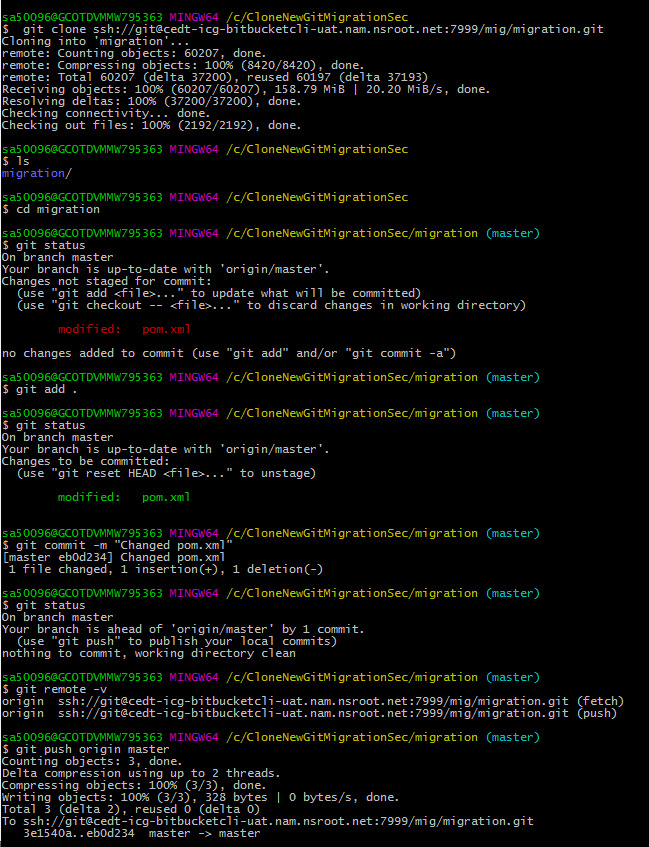 sa50096@GCOTDVMMW795363 MINGW64 /c/CloneNewGitMigrationSec
$  git clone ssh://git@cedt-icg-bitbucketcli-uat.nam.nsroot.net:7999/mig/migration.git
Cloning into 'migration'...
remote: Counting objects: 60207, done.
remote: Compressing objects: 100% (8420/8420), done.
remote: Total 60207 (delta 37200), reused 60197 (delta 37193)
Receiving objects: 100% (60207/60207), 158.79 MiB | 20.20 MiB/s, done.
Resolving deltas: 100% (37200/37200), done.
Checking connectivity... done.
Checking out files: 100% (2192/2192), done.
sa50096@GCOTDVMMW795363 MINGW64 /c/CloneNewGitMigrationSec
$ ls
migration/
sa50096@GCOTDVMMW795363 MINGW64 /c/CloneNewGitMigrationSec
$ cd migration
sa50096@GCOTDVMMW795363 MINGW64 /c/CloneNewGitMigrationSec/migration (master)
$ git status
On branch master
Your branch is up-to-date with 'origin/master'.
Changes not staged for commit:
  (use "git add <file>..." to update what will be committed)
  (use "git checkout -- <file>..." to discard changes in working directory)
        modified:   pom.xml
no changes added to commit (use "git add" and/or "git commit -a")
sa50096@GCOTDVMMW795363 MINGW64 /c/CloneNewGitMigrationSec/migration (master)
$ git add .
sa50096@GCOTDVMMW795363 MINGW64 /c/CloneNewGitMigrationSec/migration (master)
$ git status
On branch master
Your branch is up-to-date with 'origin/master'.
Changes to be committed:
  (use "git reset HEAD <file>..." to unstage)
        modified:   pom.xml
sa50096@GCOTDVMMW795363 MINGW64 /c/CloneNewGitMigrationSec/migration (master)
$ git commit -m "Changed pom.xml"
[master eb0d234] Changed pom.xml
 1 file changed, 1 insertion(+), 1 deletion(-)
sa50096@GCOTDVMMW795363 MINGW64 /c/CloneNewGitMigrationSec/migration (master)
$ git status
On branch master
Your branch is ahead of 'origin/master' by 1 commit.
  (use "git push" to publish your local commits)
nothing to commit, working directory clean
sa50096@GCOTDVMMW795363 MINGW64 /c/CloneNewGitMigrationSec/migration (master)
$ git remote -v
origin  ssh://git@cedt-icg-bitbucketcli-uat.nam.nsroot.net:7999/mig/migration.git (fetch)
origin  ssh://git@cedt-icg-bitbucketcli-uat.nam.nsroot.net:7999/mig/migration.git (push)
sa50096@GCOTDVMMW795363 MINGW64 /c/CloneNewGitMigrationSec/migration (master)
$ git push origin master
Counting objects: 3, done.
Delta compression using up to 2 threads.
Compressing objects: 100% (3/3), done.
Writing objects: 100% (3/3), 328 bytes | 0 bytes/s, done.
Total 3 (delta 2), reused 0 (delta 0)
To ssh://git@cedt-icg-bitbucketcli-uat.nam.nsroot.net:7999/mig/migration.git
   3e1540a..eb0d234  master -> master